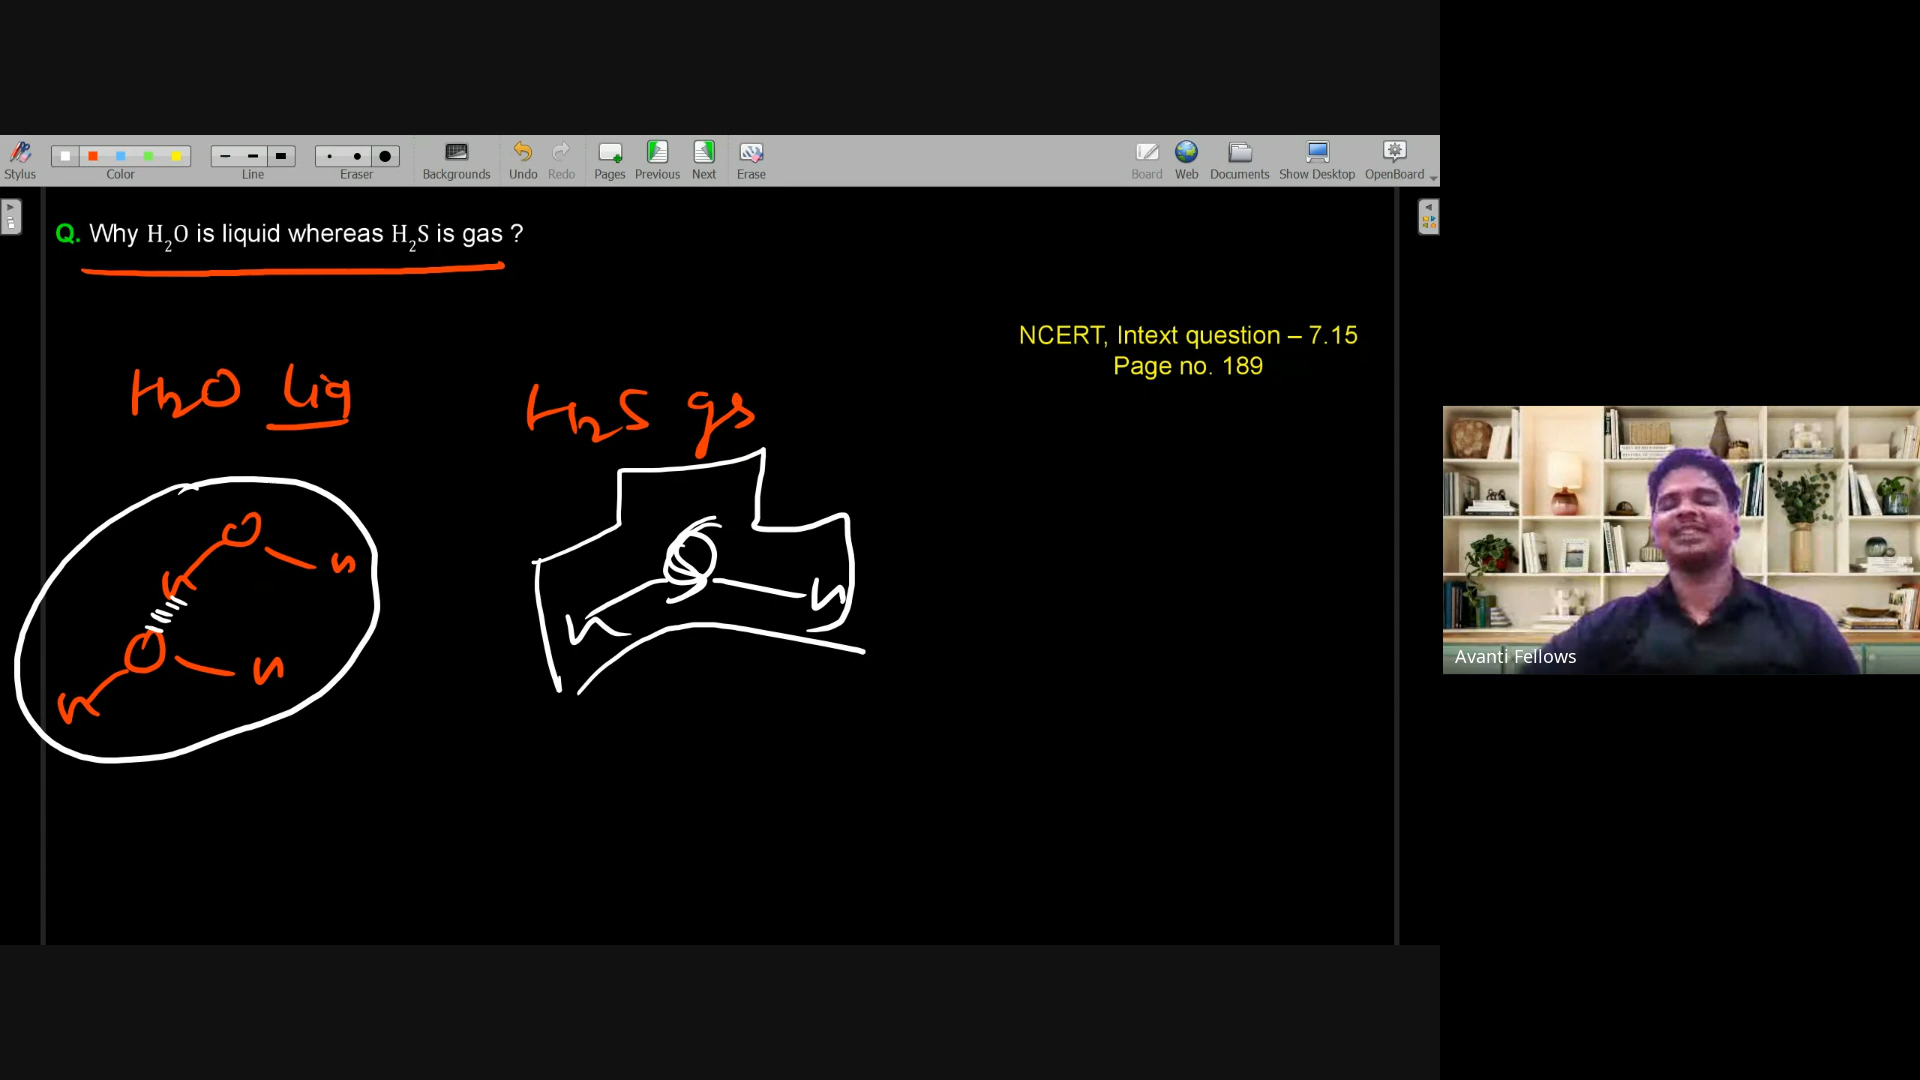 Stylus
Color
Line
Eraser
Backgrounds
Undo
Redo
Pages
Previous
Next
Erase
Board
Web
Documents
Show Desktop
OpenBoard
Q. Why H₂O is liquid whereas H₂S is gas ?
NCERT, Intext question – 7.15
Page no. 189
H₂O liq
H₂S gs
O
H
H
O
H
H
H
H
Avanti Fellows